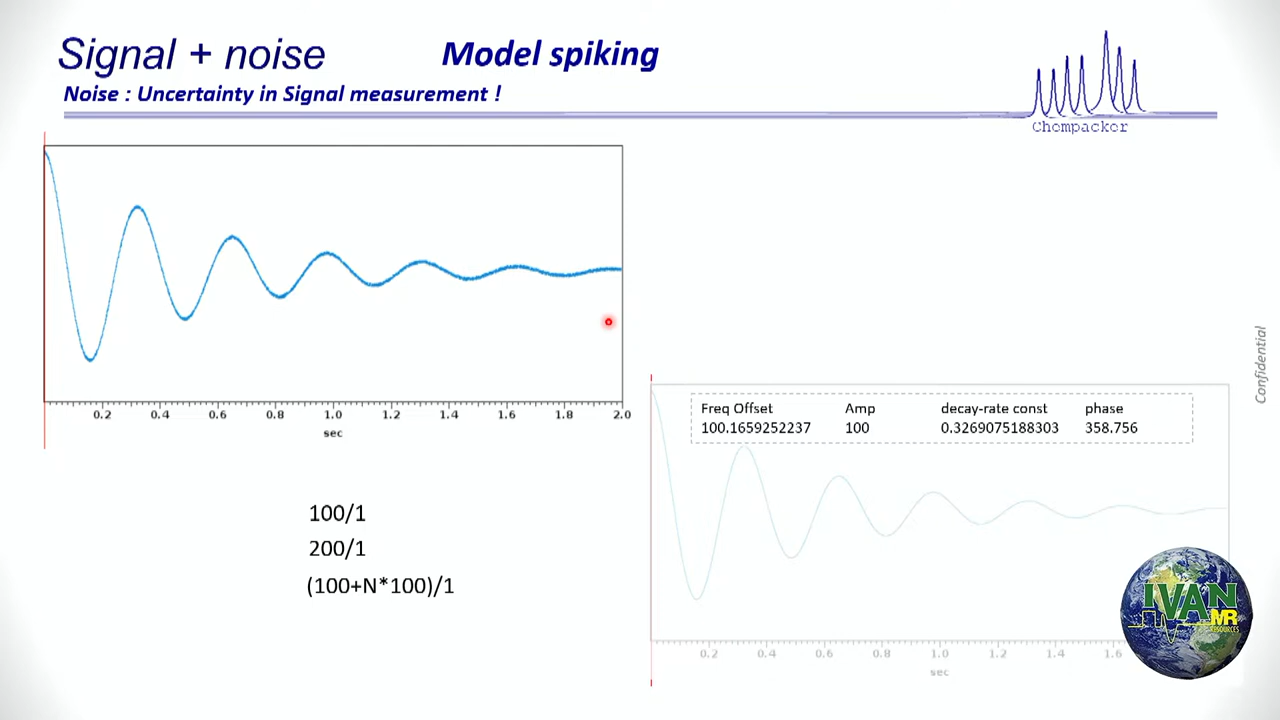 Signal + noise
Model spiking
Noise : Uncertainty in Signal measurement !
Chempacker
0.2 0.4 0.6 0.8 1.0 1.2 1.4 1.6 1.8 2.0
sec
Confidential
Freq Offset Amp decay-rate const phase
100.1659252237 100 0.3269075188303 358.756
100/1
200/1
(100+N*100)/1
0.2 0.4 0.6 0.8 1.0 1.2 1.4 1.6
sec
IVAN
MR
RESOURCES